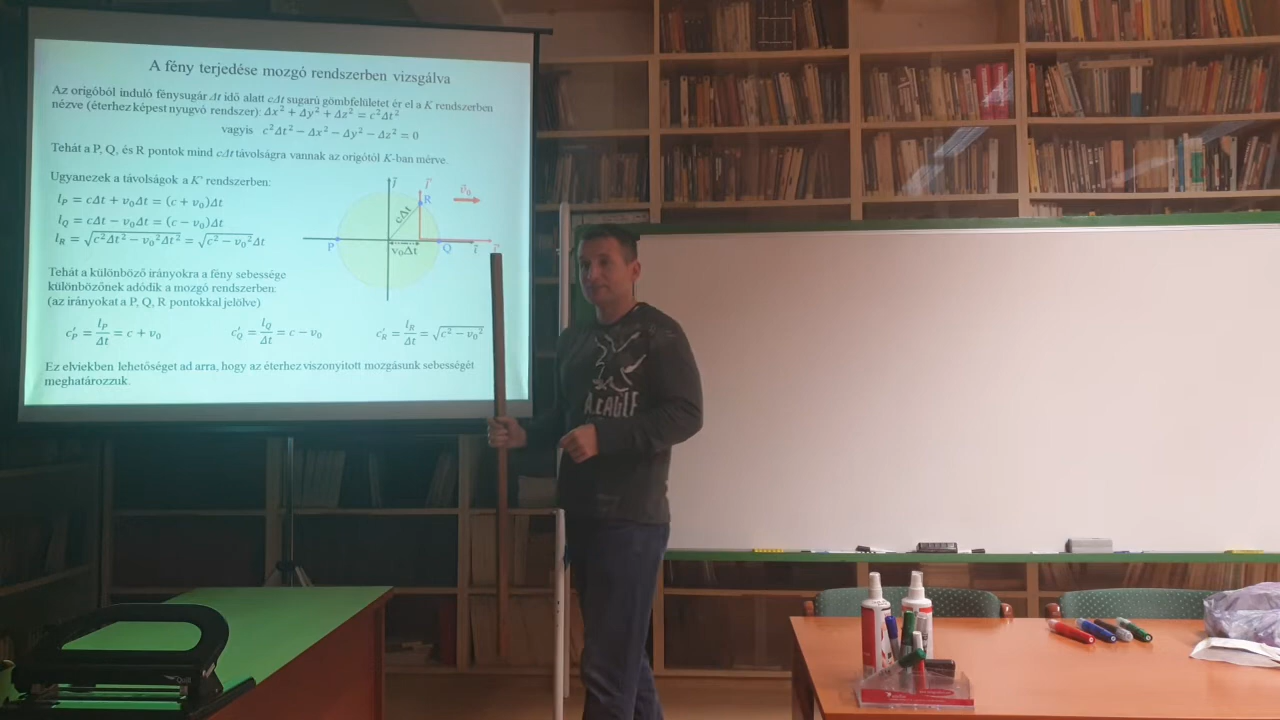 A fény terjedése mozgó rendszerben vizsgálva
Az origóból induló fénysugár Δt idő alatt cΔt sugarú gömbfelületet ér el a K rendszerben
nézve (éterhez képest nyugvó rendszer): Δx² + Δy² + Δz² = c²Δt²
vagyis c²Δt² − Δx² − Δy² − Δz² = 0
Tehát a P, Q, és R pontok mind cΔt távolságra vannak az origótól K-ban mérve.
Ugyanezek a távolságok a K' rendszerben:
l_P = cΔt + v₀Δt = (c + v₀)Δt
l_Q = cΔt − v₀Δt = (c − v₀)Δt
l_R = √(c²Δt² − v₀²Δt²) = √(c² − v₀²)Δt
j j'
v₀
R
cΔt
P
Q
v₀Δt
i i'
Tehát a különböző irányokra a fény sebessége
különbözőnek adódik a mozgó rendszerben:
(az irányokat a P, Q, R pontokkal jelölve)
c'_P = l_P/Δt = c + v₀ c'_Q = l_Q/Δt = c − v₀ c'_R = l_R/Δt = √(c² − v₀²)
Ez elviekben lehetőséget ad arra, hogy az éterhez viszonyított mozgásunk sebességét
meghatározzuk.